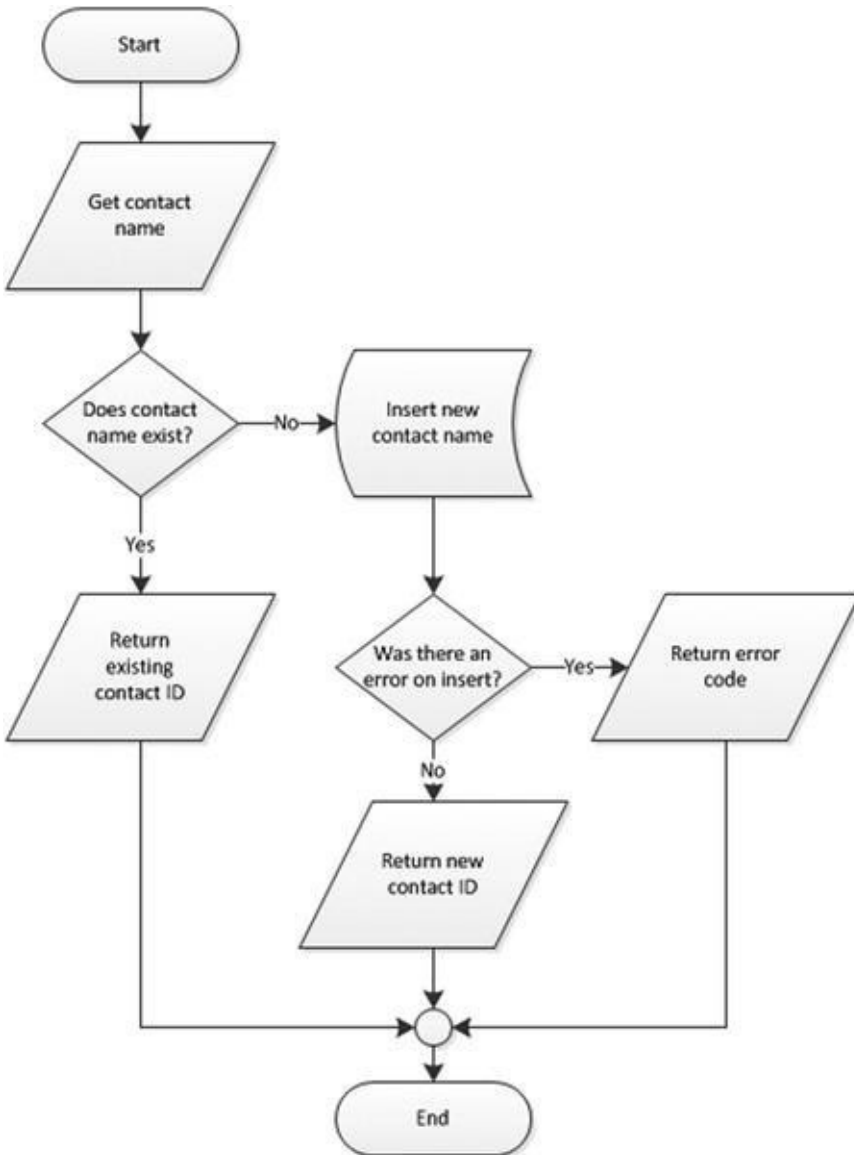 Start
Get contact
name
Does contact
name exist?
No
Insert new
contact name
Yes
Return
existing
contact ID
Was there an
error on insert?
Yes
Return error
code
No
Return new
contact ID
End